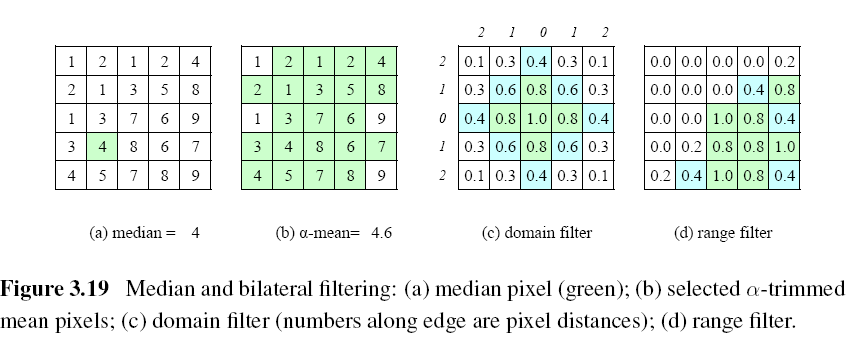 2 1 0 1 2
1 2 1 2 4 1 2 1 2 4 2 0.1 0.3 0.4 0.3 0.1 0.0 0.0 0.0 0.0 0.2
2 1 3 5 8 2 1 3 5 8 1 0.3 0.6 0.8 0.6 0.3 0.0 0.0 0.0 0.4 0.8
1 3 7 6 9 1 3 7 6 9 0 0.4 0.8 1.0 0.8 0.4 0.0 0.0 1.0 0.8 0.4
3 4 8 6 7 3 4 8 6 7 1 0.3 0.6 0.8 0.6 0.3 0.0 0.2 0.8 0.8 1.0
4 5 7 8 9 4 5 7 8 9 2 0.1 0.3 0.4 0.3 0.1 0.2 0.4 1.0 0.8 0.4
(a) median = 4 (b) α-mean= 4.6 (c) domain filter (d) range filter
Figure 3.19 Median and bilateral filtering: (a) median pixel (green); (b) selected α-trimmed
mean pixels; (c) domain filter (numbers along edge are pixel distances); (d) range filter.